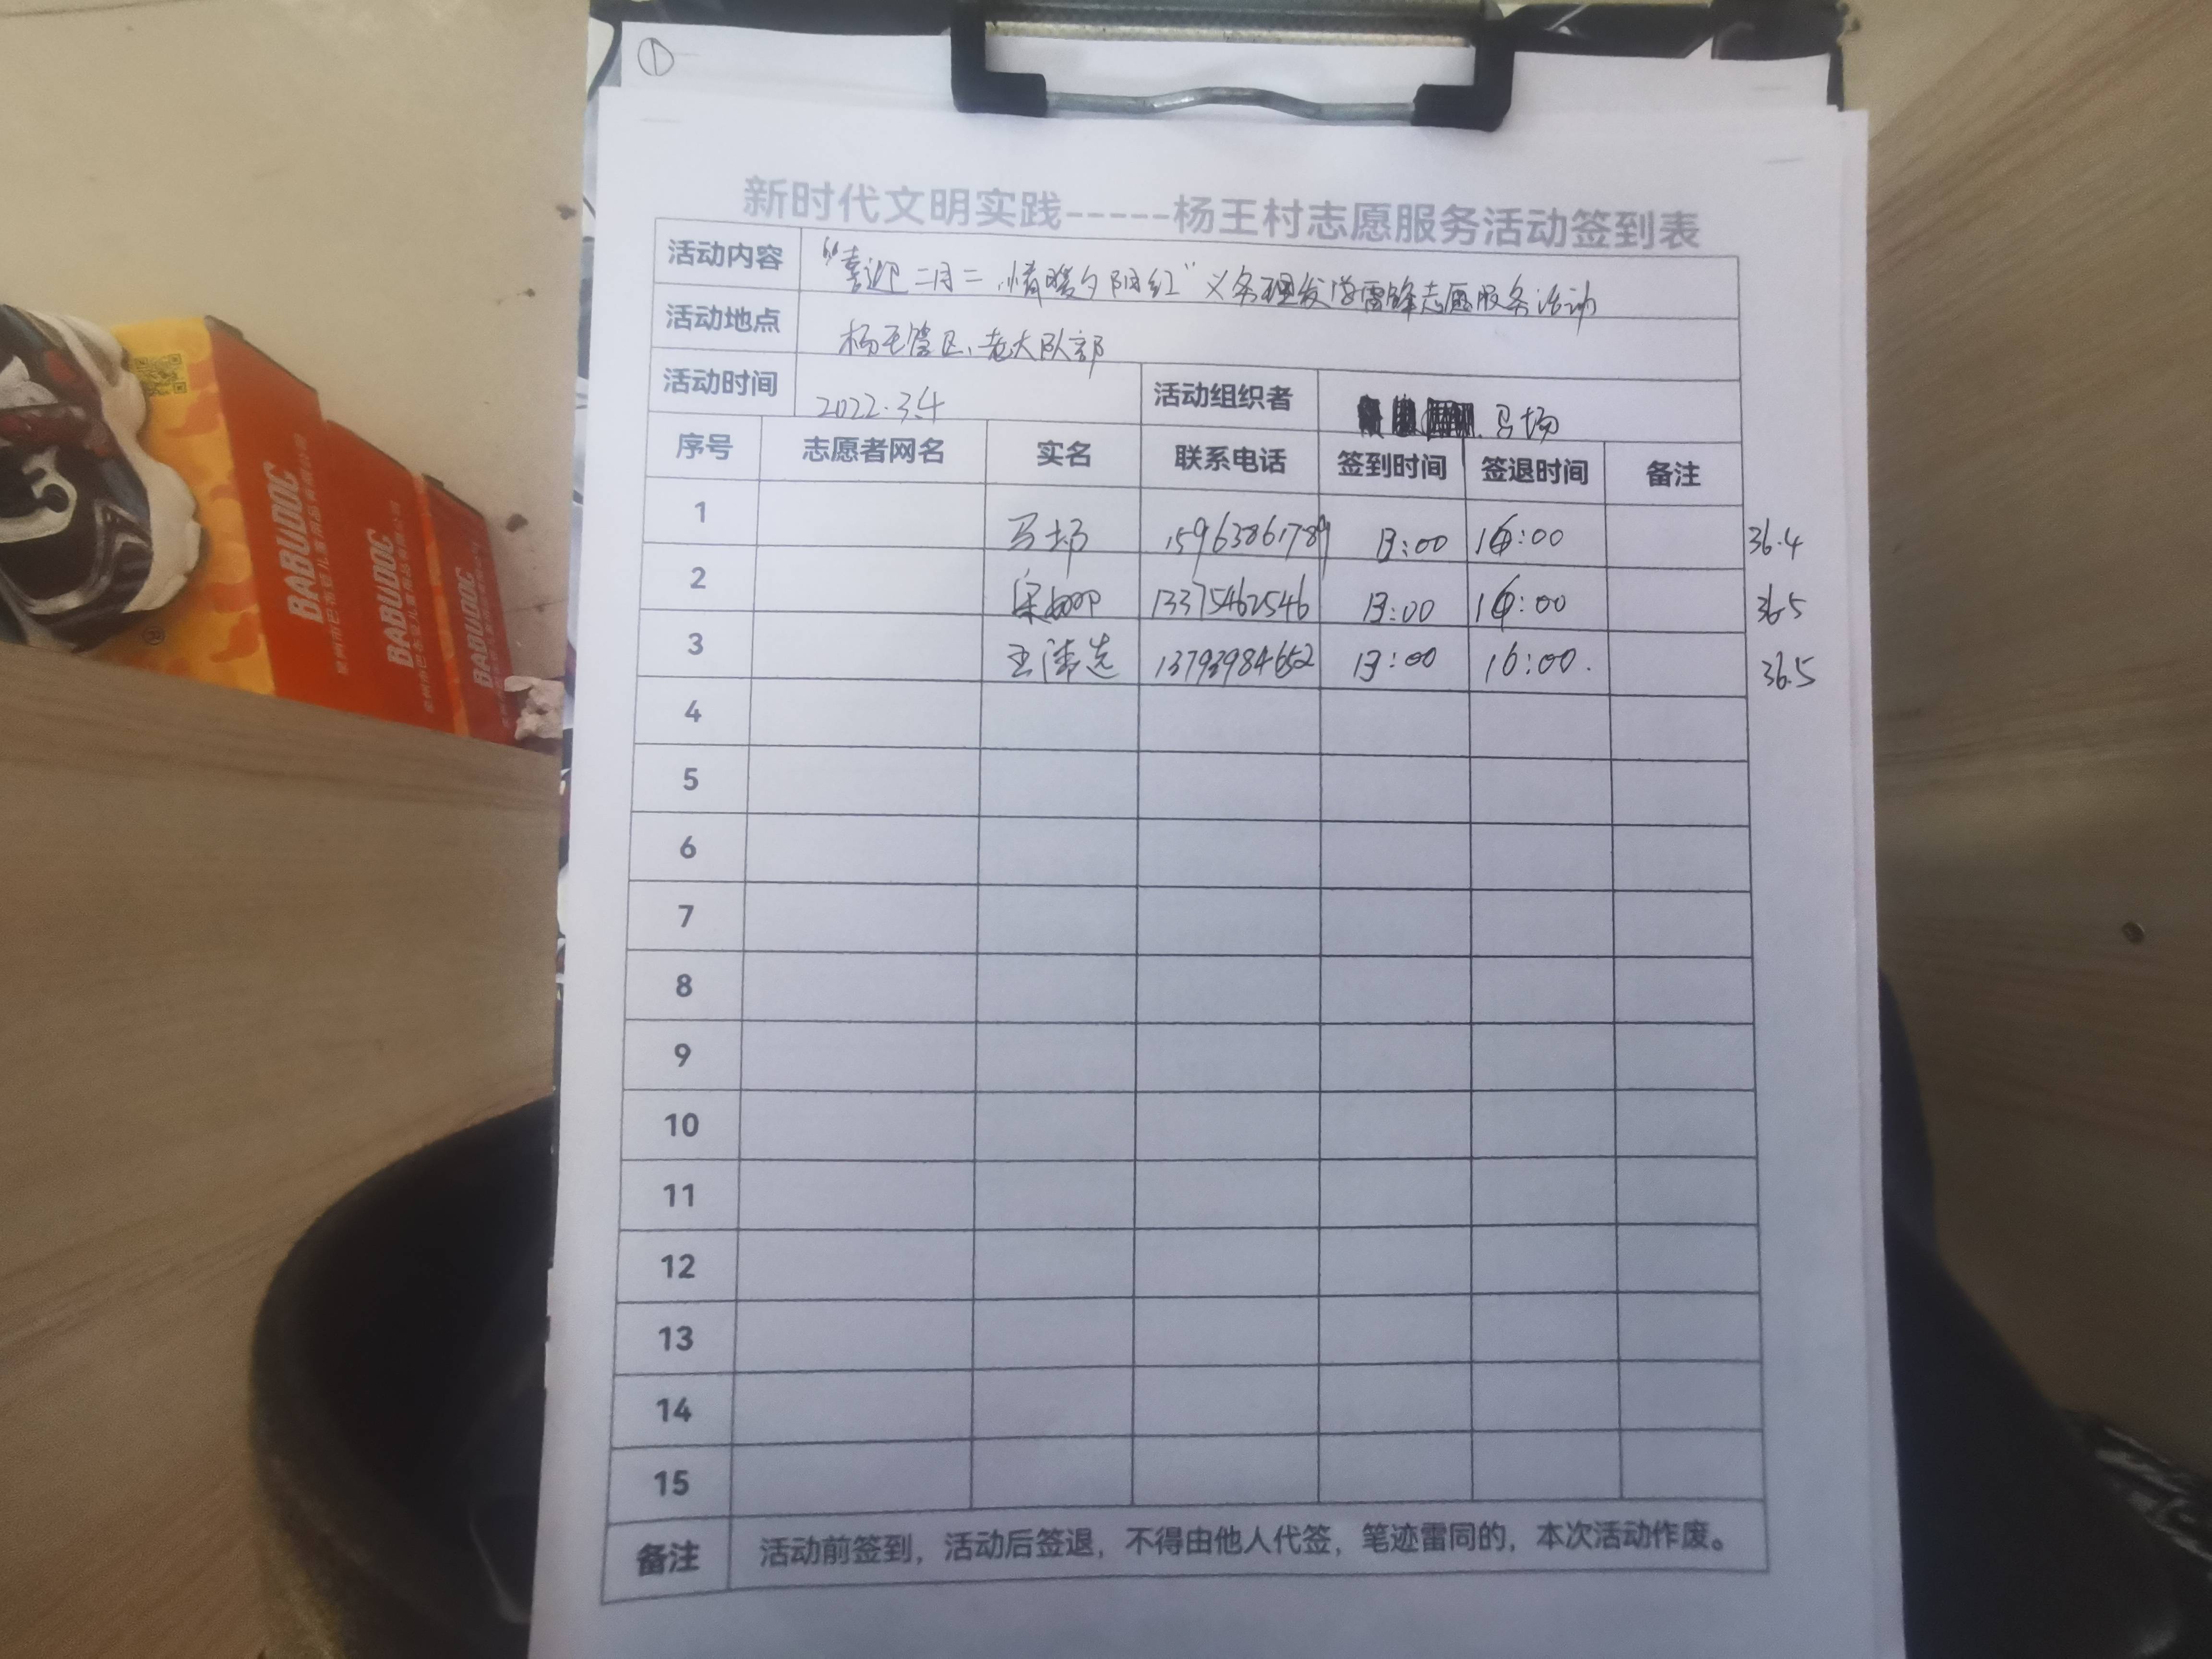 ①
新时代文明实践-----杨王村志愿服务活动签到表
活动内容 “喜迎二月二,情暖夕阳红”义务理发学雷锋志愿服务活动
活动地点 杨王管区、老大队部
活动时间 2022.3.4 活动组织者 马场
序号 志愿者网名 实名 联系电话 签到时间 签退时间 备注
1 马场 15963861789 13:00 16:00 36.4
2 13375462546 13:00 16:00 36.5
3 13793984652 13:00 16:00. 36.5
4
5
6
7
8
9
10
11
12
13
14
15
备注 活动前签到，活动后签退，不得由他人代签，笔迹雷同的，本次活动作废。
BABUDOC
BABUDOC
BABUDOC
®
5